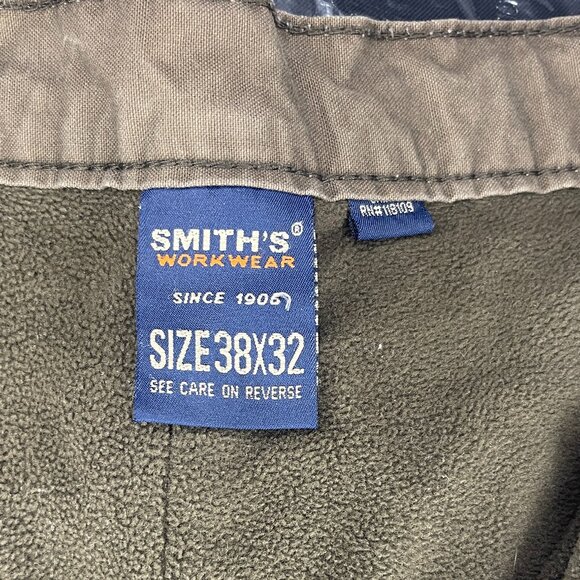 SMITH'S®
WORKWEAR
SINCE 1906
SIZE 38X32
SEE CARE ON REVERSE
RN#118109